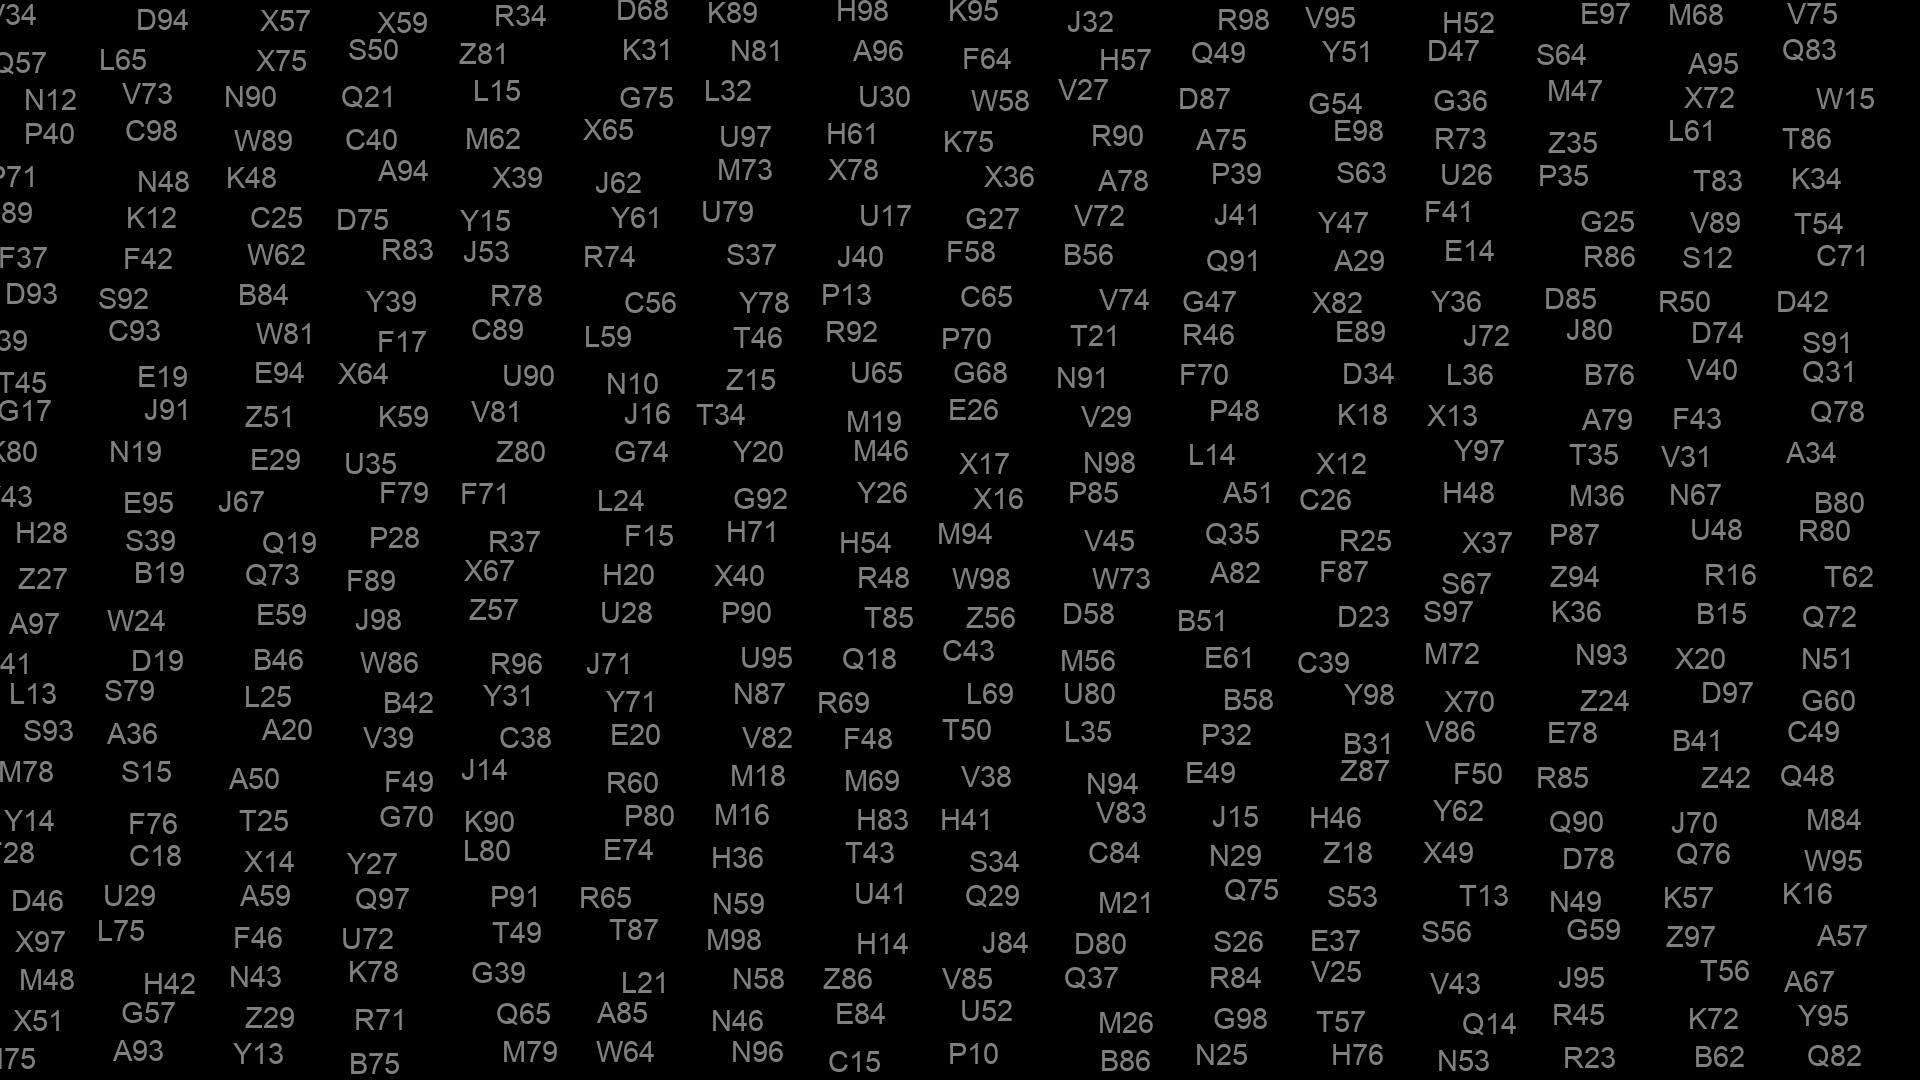 V34 D94 X57 X59 R34 D68 K89 H98 K95 J32 R98 V95 H52 E97 M68 V75
Q57 L65 X75 S50 Z81 K31 N81 A96 F64 H57 Q49 Y51 D47 S64 A95 Q83
N12 V73 N90 Q21 L15 G75 L32 U30 W58 V27 D87 G54 G36 M47 X72 W15
P40 C98 W89 C40 M62 X65 U97 H61 K75 R90 A75 E98 R73 Z35 L61 T86
P71 N48 K48 A94 X39 J62 M73 X78 X36 A78 P39 S63 U26 P35 T83 K34
89 K12 C25 D75 Y15 Y61 U79 U17 G27 V72 J41 Y47 F41 G25 V89 T54
F37 F42 W62 R83 J53 R74 S37 J40 F58 B56 Q91 A29 E14 R86 S12 C71
D93 S92 B84 Y39 R78 C56 Y78 P13 C65 V74 G47 X82 Y36 D85 R50 D42
39 C93 W81 F17 C89 L59 T46 R92 P70 T21 R46 E89 J72 J80 D74 S91
T45 E19 E94 X64 U90 N10 Z15 U65 G68 N91 F70 D34 L36 B76 V40 Q31
G17 J91 Z51 K59 V81 J16 T34 M19 E26 V29 P48 K18 X13 A79 F43 Q78
K80 N19 E29 U35 Z80 G74 Y20 M46 X17 N98 L14 X12 Y97 T35 V31 A34
43 E95 J67 F79 F71 L24 G92 Y26 X16 P85 A51 C26 H48 M36 N67 B80
H28 S39 Q19 P28 R37 F15 H71 H54 M94 V45 Q35 R25 X37 P87 U48 R80
Z27 B19 Q73 F89 X67 H20 X40 R48 W98 W73 A82 F87 S67 Z94 R16 T62
A97 W24 E59 J98 Z57 U28 P90 T85 Z56 D58 B51 D23 S97 K36 B15 Q72
41 D19 B46 W86 R96 J71 U95 Q18 C43 M56 E61 C39 M72 N93 X20 N51
L13 S79 L25 B42 Y31 Y71 N87 R69 L69 U80 B58 Y98 X70 Z24 D97 G60
S93 A36 A20 V39 C38 E20 V82 F48 T50 L35 P32 B31 V86 E78 B41 C49
M78 S15 A50 F49 J14 R60 M18 M69 V38 N94 E49 Z87 F50 R85 Z42 Q48
Y14 F76 T25 G70 K90 P80 M16 H83 H41 V83 J15 H46 Y62 Q90 J70 M84
28 C18 X14 Y27 L80 E74 H36 T43 S34 C84 N29 Z18 X49 D78 Q76 W95
D46 U29 A59 Q97 P91 R65 N59 U41 Q29 M21 Q75 S53 T13 N49 K57 K16
X97 L75 F46 U72 T49 T87 M98 H14 J84 D80 S26 E37 S56 G59 Z97 A57
M48 H42 N43 K78 G39 L21 N58 Z86 V85 Q37 R84 V25 V43 J95 T56 A67
X51 G57 Z29 R71 Q65 A85 N46 E84 U52 M26 G98 T57 Q14 R45 K72 Y95
75 A93 Y13 B75 M79 W64 N96 C15 P10 B86 N25 H76 N53 R23 B62 Q82